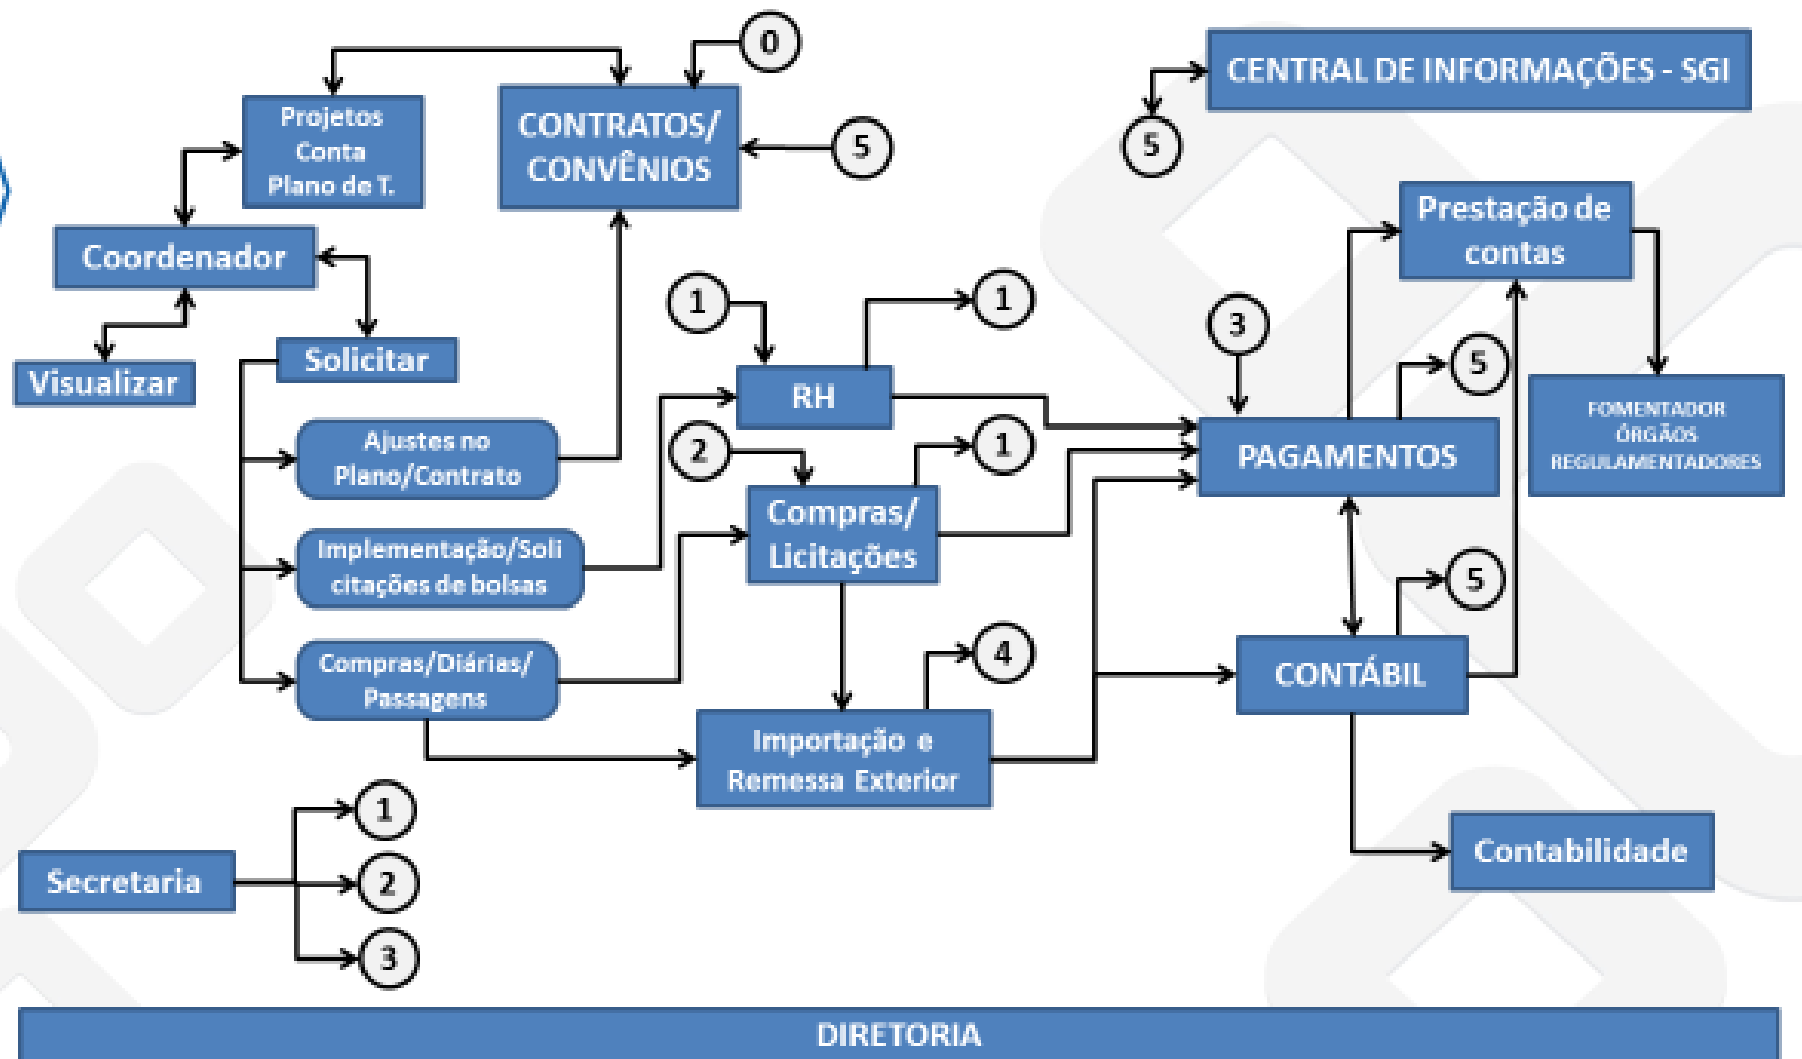 0
CENTRAL DE INFORMAÇÕES - SGI
Projetos
Conta
Plano de T.
CONTRATOS/
CONVÊNIOS
5
5
Prestação de
contas
Coordenador
1
1
3
Solicitar
Visualizar
RH
5
FOMENTADOR
ÓRGÃOS
REGULAMENTADORES
Ajustes no
Plano/Contrato
2
1
PAGAMENTOS
Compras/
Licitações
Implementação/Soli
citações de bolsas
5
Compras/Diárias/
Passagens
4
CONTÁBIL
Importação e
Remessa Exterior
1
Contabilidade
Secretaria
2
3
DIRETORIA